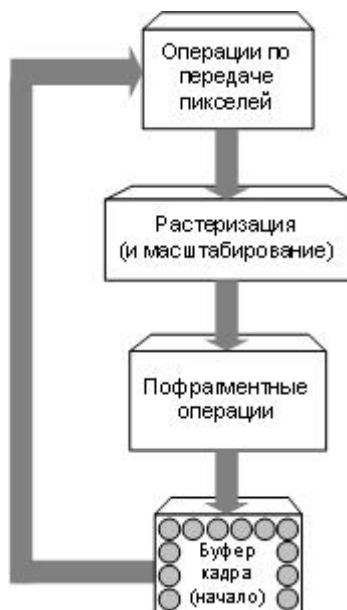 Операции по
передаче
пикселей
Растеризация
(и масштабирование)
Пофрагментные
операции
Буфер
кадра
(начало)